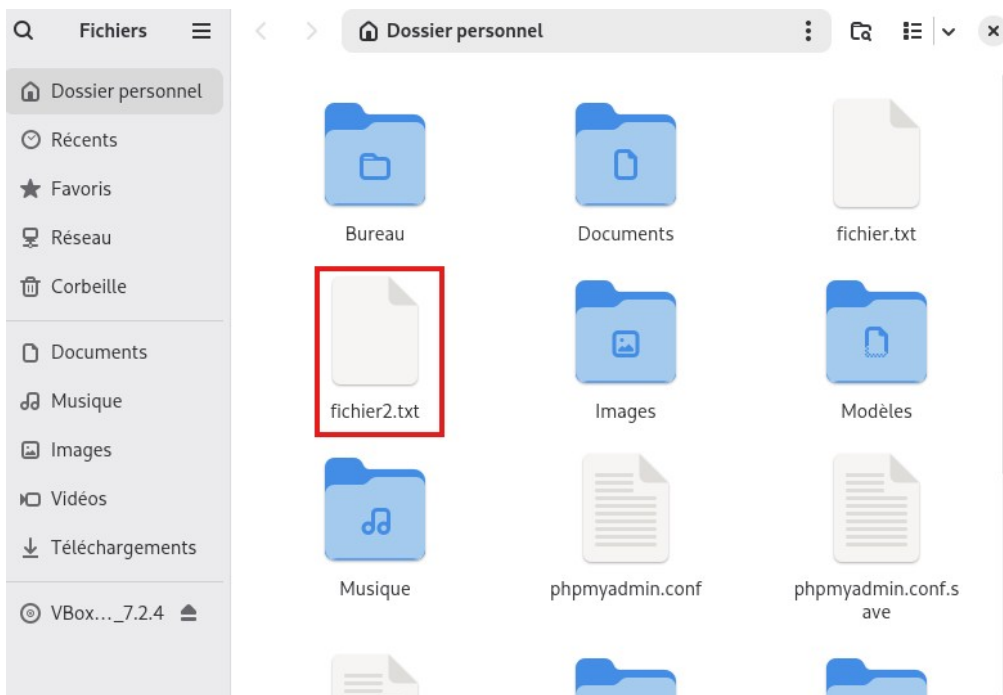 Fichiers
Dossier personnel
Dossier personnel
Récents
Favoris
Réseau
Corbeille
Documents
Musique
Images
Vidéos
Téléchargements
VBox..._7.2.4
Bureau
Documents
fichier.txt
fichier2.txt
Images
Modèles
Musique
phpmyadmin.conf
phpmyadmin.conf.s
ave